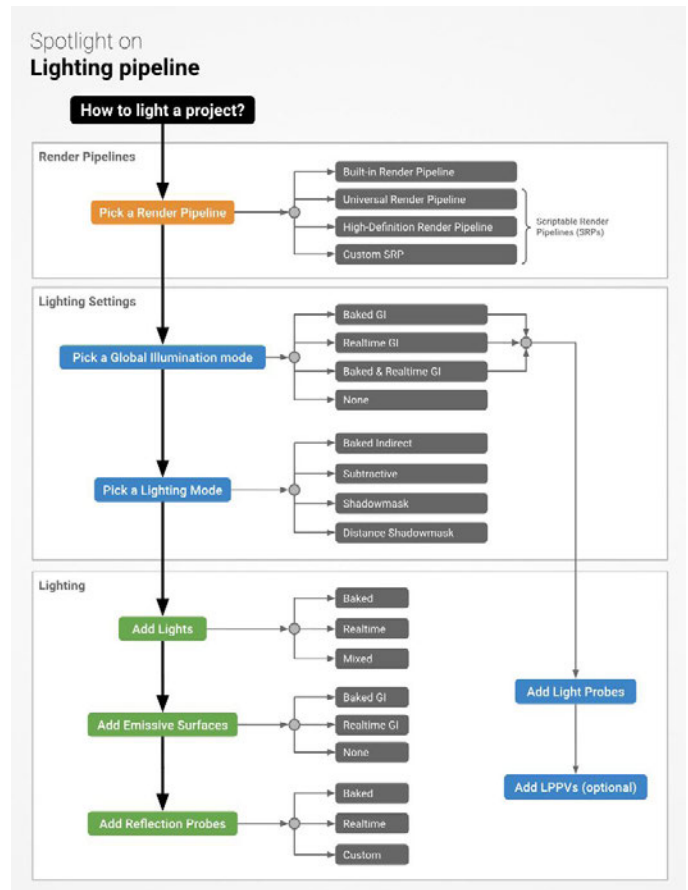 Spotlight on
Lighting pipeline
How to light a project?
Render Pipelines
Pick a Render Pipeline
Built-in Render Pipeline
Universal Render Pipeline
High-Definition Render Pipeline
Custom SRP
Scriptable Render
Pipelines (SRPs)
Lighting Settings
Pick a Global Illumination mode
Baked GI
Realtime GI
Baked & Realtime GI
None
Pick a Lighting Mode
Baked Indirect
Subtractive
Shadowmask
Distance Shadowmask
Lighting
Add Lights
Baked
Realtime
Mixed
Add Emissive Surfaces
Baked GI
Realtime GI
None
Add Reflection Probes
Baked
Realtime
Custom
Add Light Probes
Add LPPVs (optional)